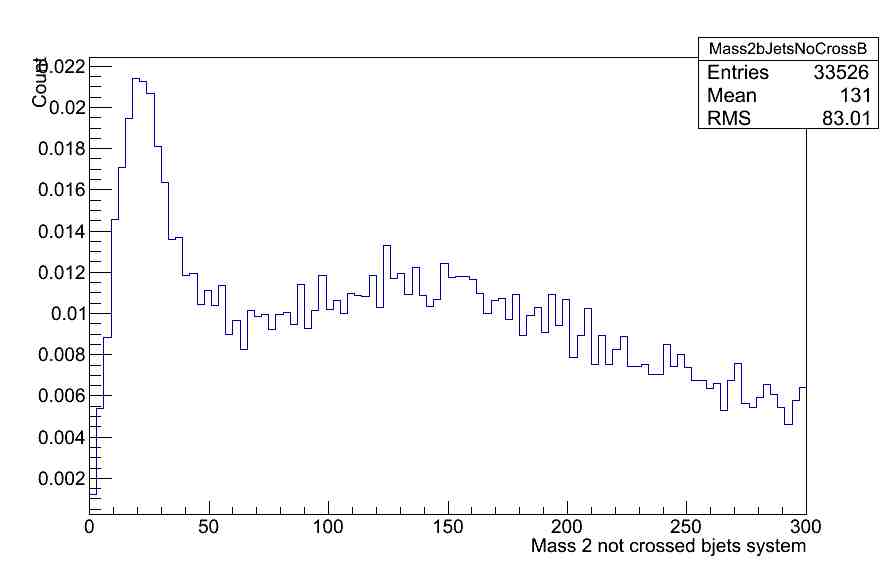 Mass2bJetsNoCrossB
Entries 33526
Mean 131
RMS 83.01
Count
0.022
0.02
0.018
0.016
0.014
0.012
0.01
0.008
0.006
0.004
0.002
0 50 100 150 200 250 300
Mass 2 not crossed bjets system